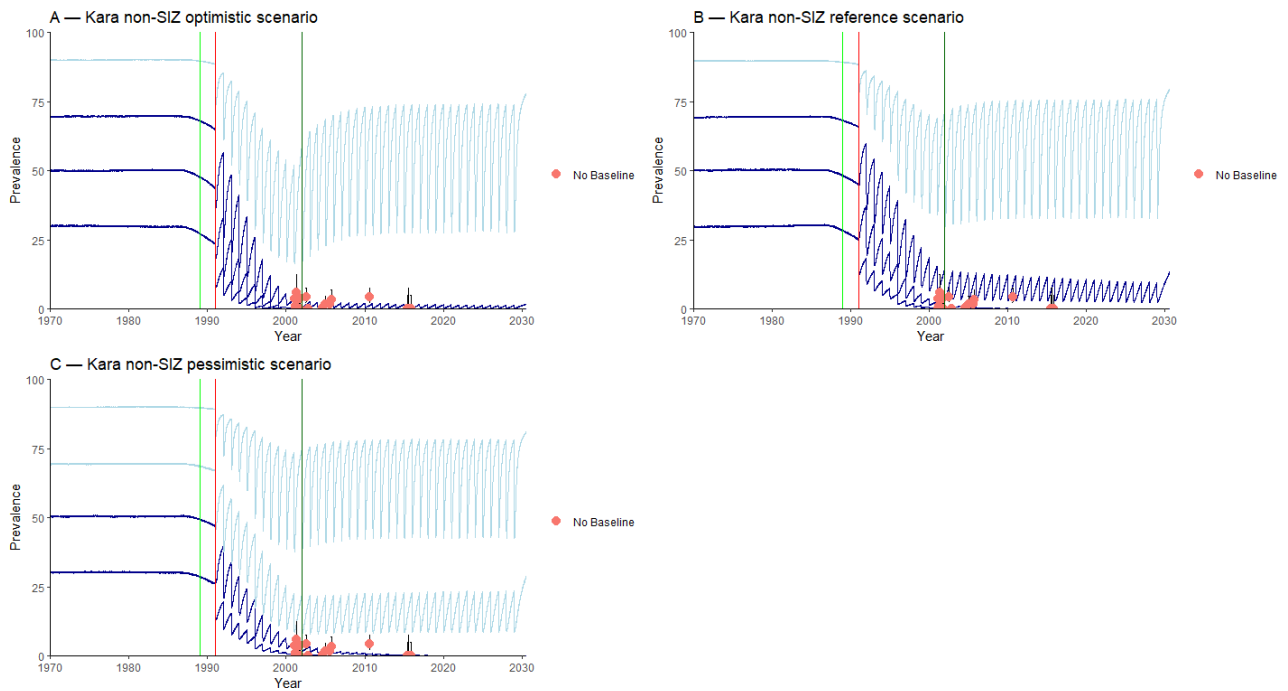 A — Kara non-SIZ optimistic scenario
100
75
50
25
0
Prevalence
1970 1980 1990 2000 2010 2020 2030
Year
No Baseline
B — Kara non-SIZ reference scenario
100
75
50
25
0
Prevalence
1970 1980 1990 2000 2010 2020 2030
Year
No Baseline
C — Kara non-SIZ pessimistic scenario
100
75
50
25
0
Prevalence
1970 1980 1990 2000 2010 2020 2030
Year
No Baseline